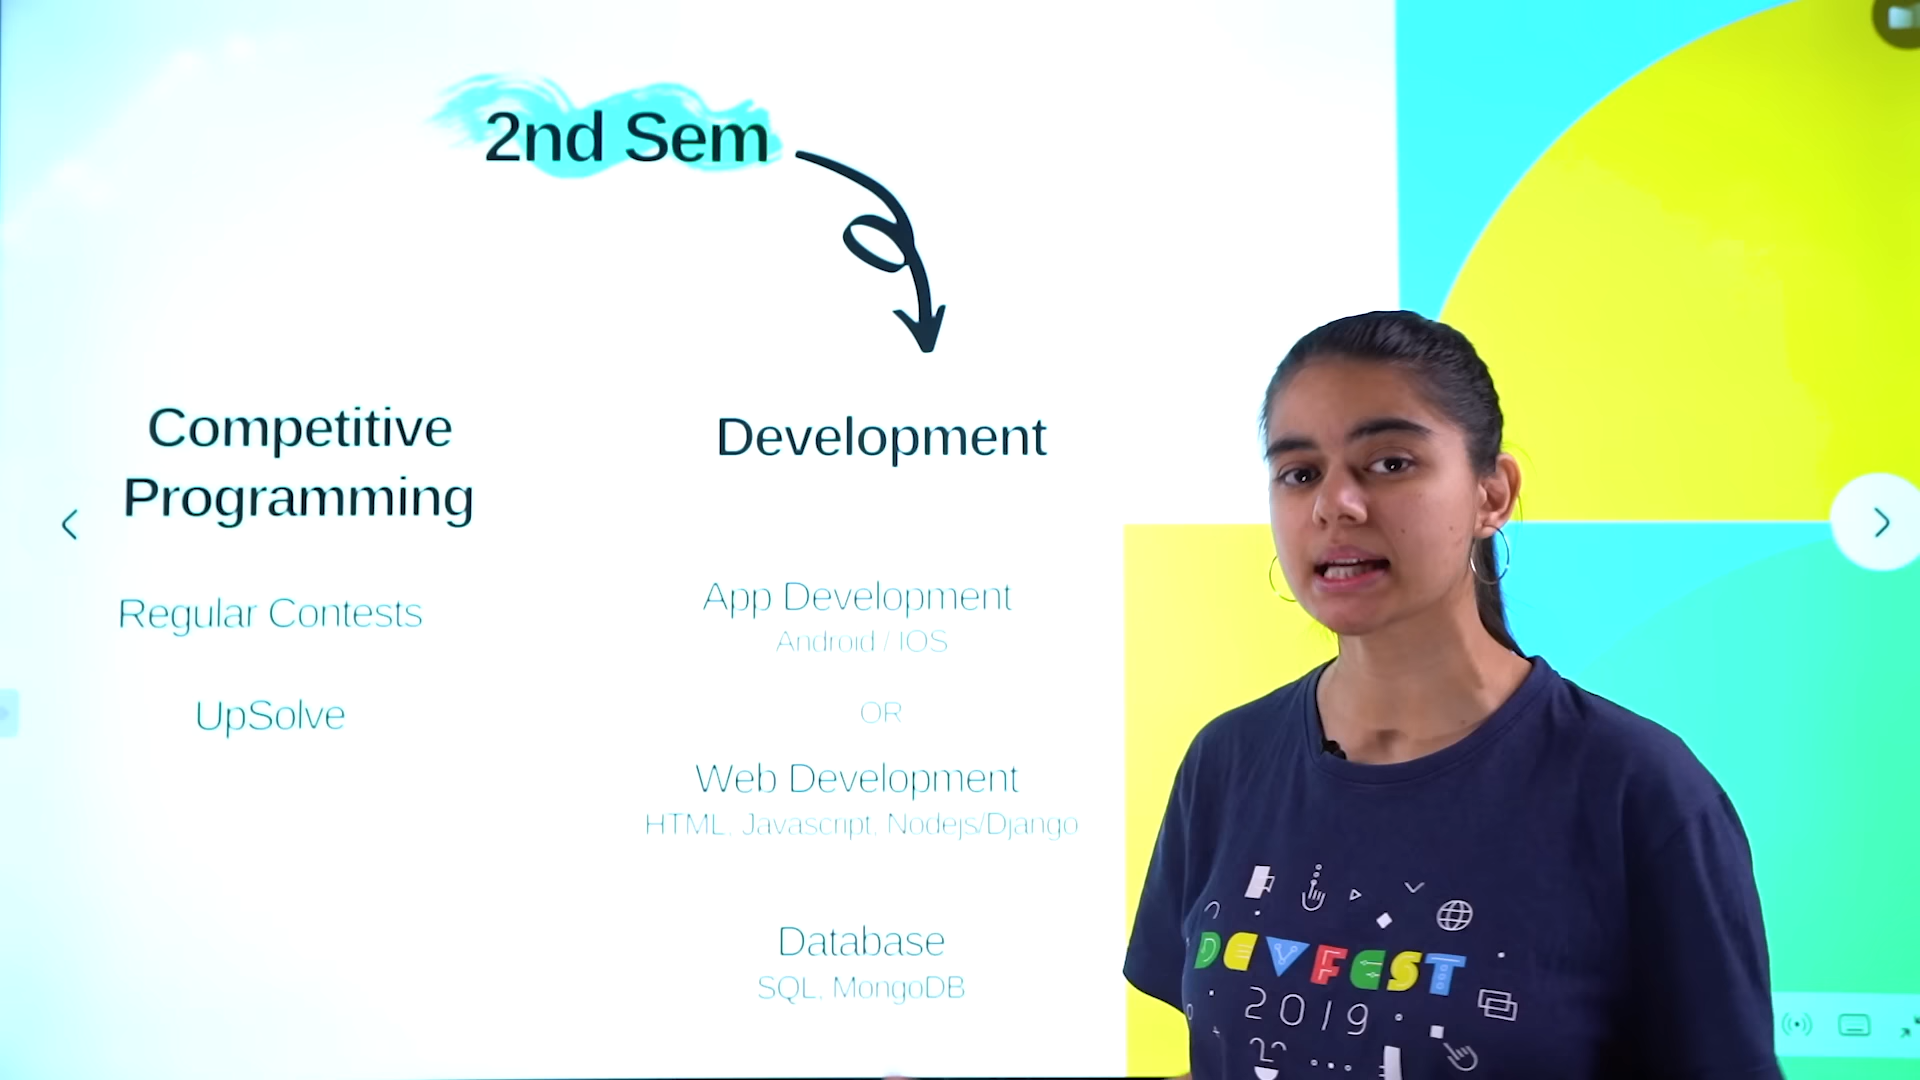 2nd Sem
Competitive
Programming
Regular Contests
UpSolve
Development
App Development
Android / IOS
OR
Web Development
HTML, Javascript, Nodejs/Django
Database
SQL, MongoDB
DEVFEST
2019